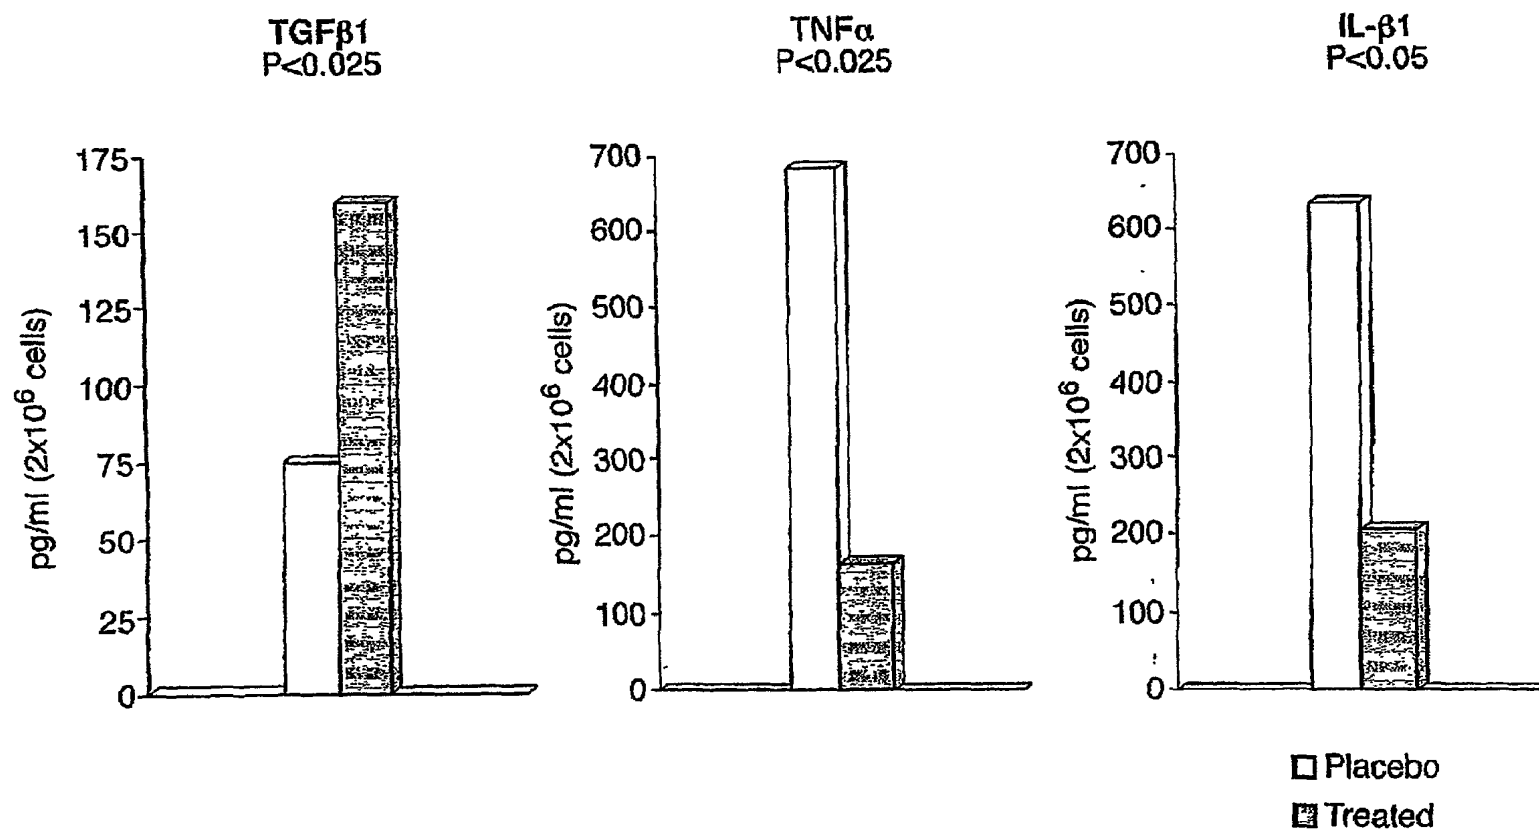 TGFβ1
P<0.025
175
150
125
100
75
50
25
0
pg/ml (2x10⁶ cells)
TNFα
P<0.025
700
600
500
400
300
200
100
0
pg/ml (2x10⁶ cells)
IL-β1
P<0.05
700
600
500
400
300
200
100
0
pg/ml (2x10⁶ cells)
Placebo
Treated